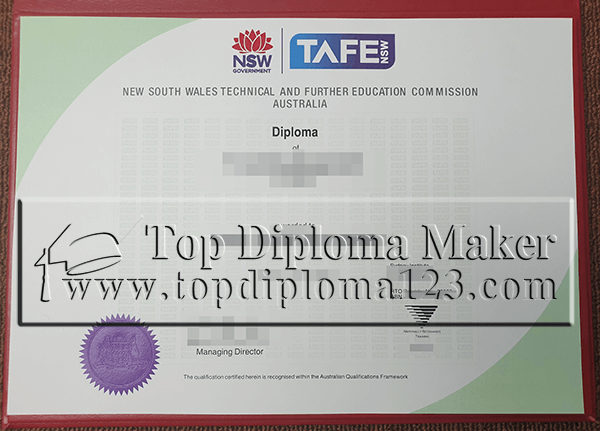 NSW
GOVERNMENT
TAFE
NSW
NEW SOUTH WALES TECHNICAL AND FURTHER EDUCATION COMMISSION
AUSTRALIA
Diploma
of
Top Diploma Maker
www.topdiploma123.com
Managing Director
The qualification certified herein is recognised within the Australian Qualifications Framework